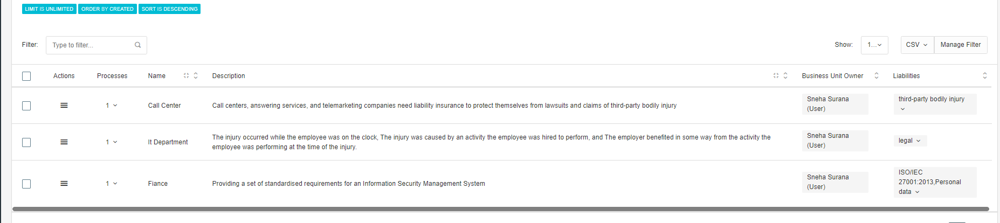 LIMIT IS UNLIMITED ORDER BY CREATED SORT IS DESCENDING
Filter: Type to filter... Show: 1... CSV Manage Filter
Actions Processes Name Description Business Unit Owner Liabilities
1 Call Center Call centers, answering services, and telemarketing companies need liability insurance to protect themselves from lawsuits and claims of third-party bodily injury
Sneha Surana
(User)
third-party bodily injury
1 It Department
The injury occurred while the employee was on the clock, The injury was caused by an activity the employee was hired to perform, and The employer benefited in some way from the activity the
employee was performing at the time of the injury.
Sneha Surana
(User)
legal
1 Fiance Providing a set of standardised requirements for an Information Security Management System
Sneha Surana
(User)
ISO/IEC
27001:2013,Personal
data